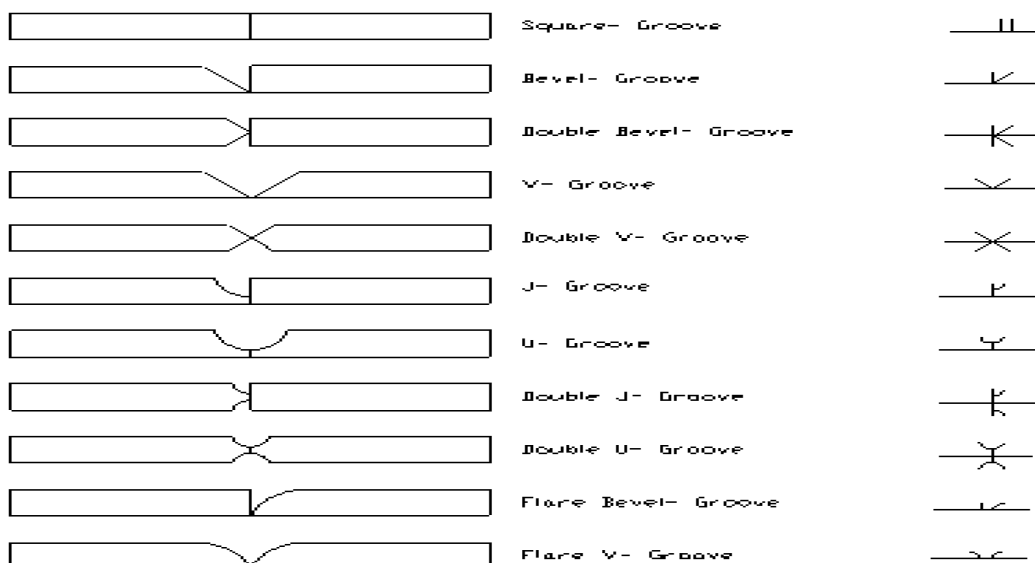 Square- Groove
Bevel- Groove
Double Bevel- Groove
V- Groove
Double V- Groove
J- Groove
U- Groove
Double J- Groove
Double U- Groove
Flare Bevel- Groove
Flare V- Groove